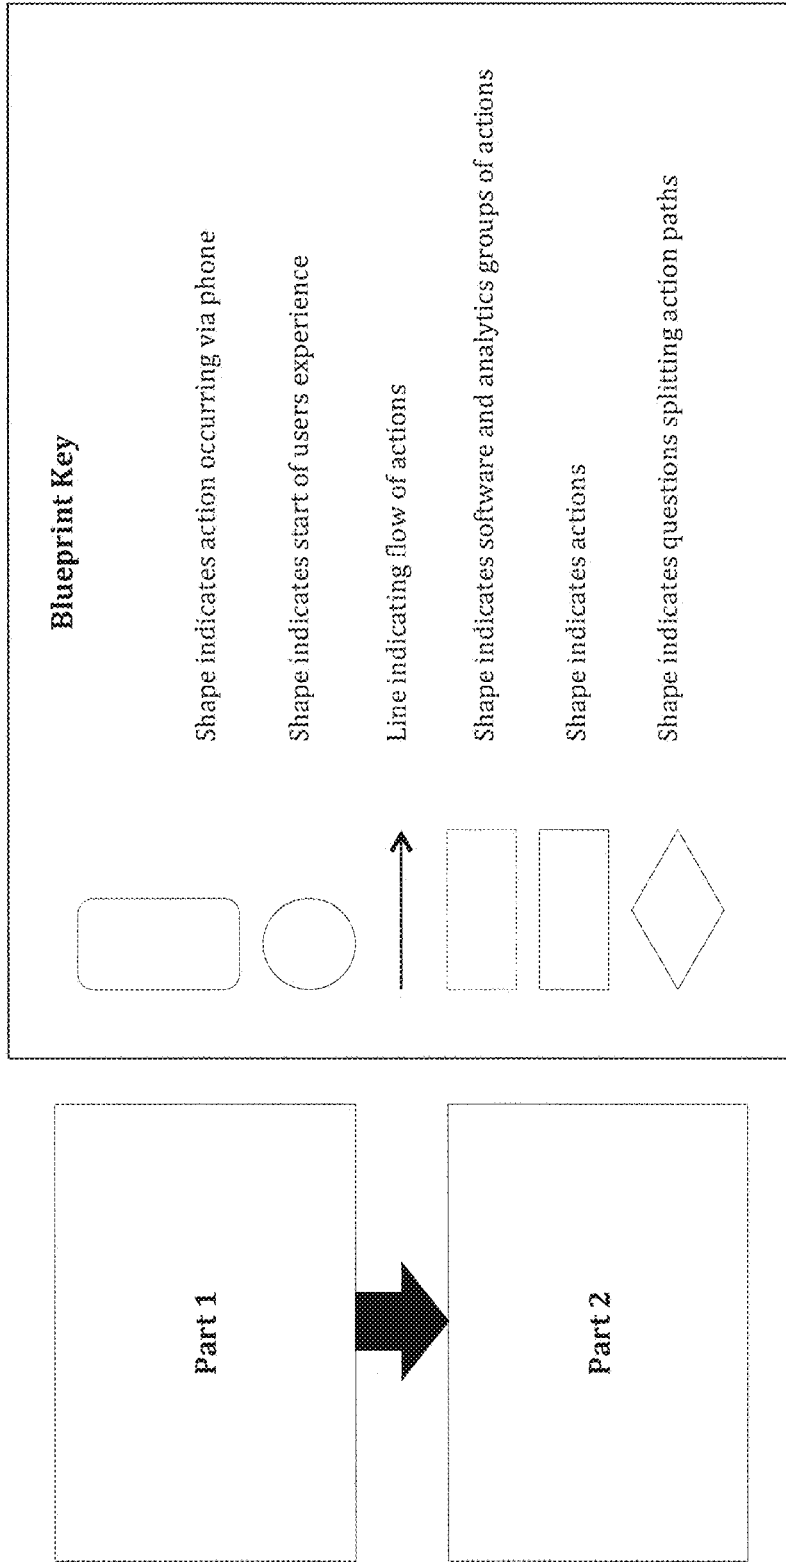 Part 1
Part 2
Blueprint Key
Shape indicates action occurring via phone
Shape indicates start of users experience
Line indicating flow of actions
Shape indicates software and analytics groups of actions
Shape indicates actions
Shape indicates questions splitting action paths